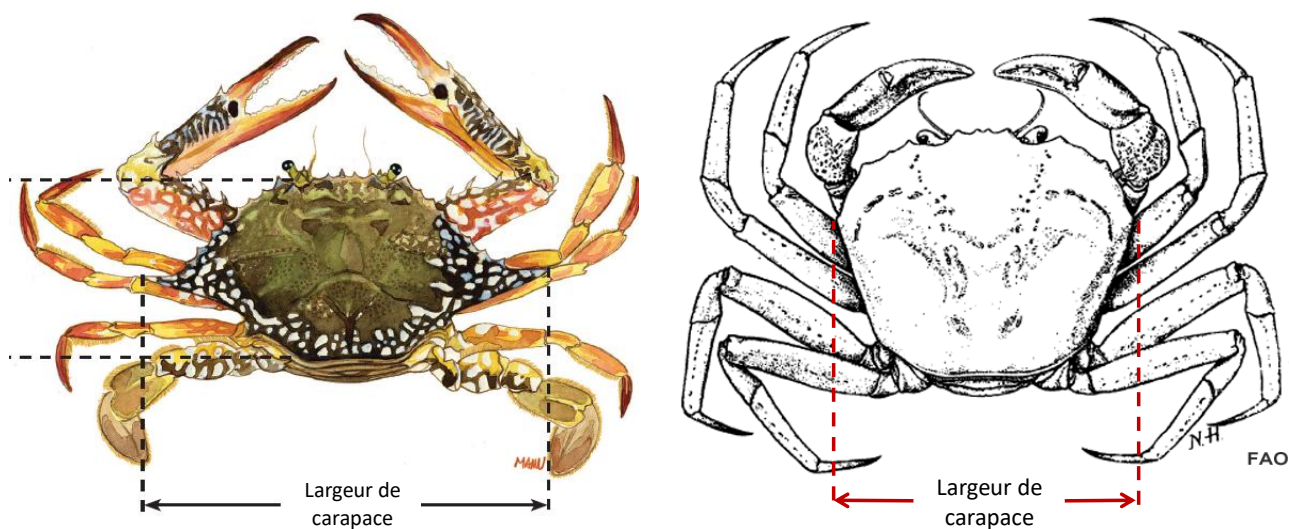 MANU
Largeur de
carapace
N.H.
FAO
Largeur de
carapace